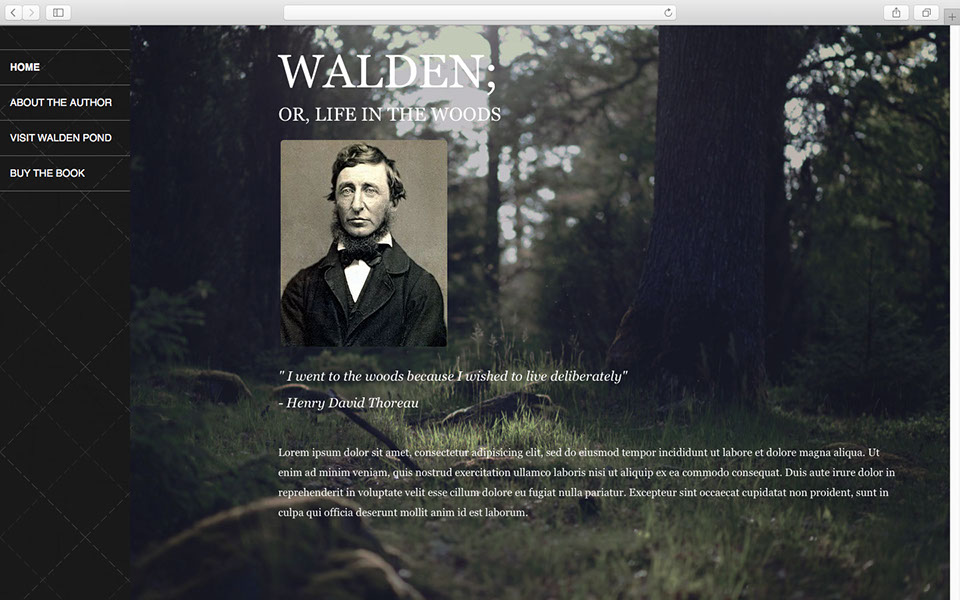 HOME
ABOUT THE AUTHOR
VISIT WALDEN POND
BUY THE BOOK
WALDEN;
OR, LIFE IN THE WOODS
" I went to the woods because I wished to live deliberately"
- Henry David Thoreau
Lorem ipsum dolor sit amet, consectetur adipisicing elit, sed do eiusmod tempor incididunt ut labore et dolore magna aliqua. Ut
enim ad minim veniam, quis nostrud exercitation ullamco laboris nisi ut aliquip ex ea commodo consequat. Duis aute irure dolor in
reprehenderit in voluptate velit esse cillum dolore eu fugiat nulla pariatur. Excepteur sint occaecat cupidatat non proident, sunt in
culpa qui officia deserunt mollit anim id est laborum.